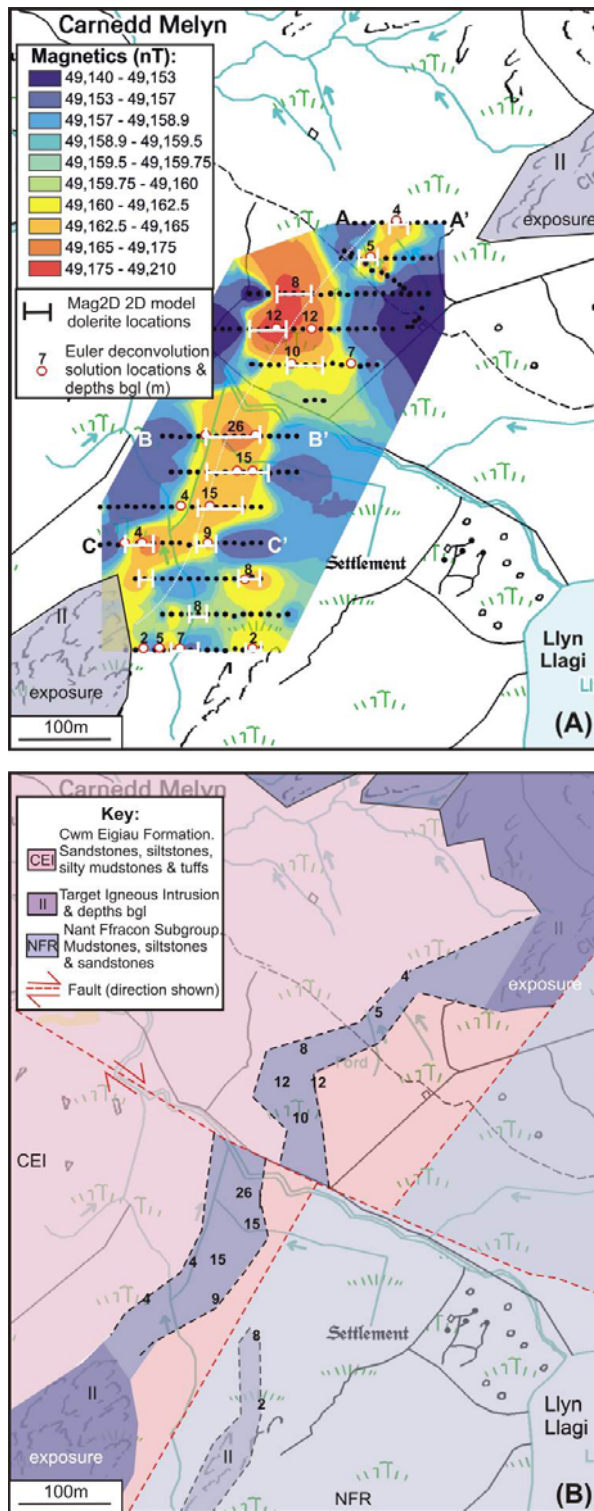 Carnedd Melyn
Magnetics (nT):
49,140 - 49,153
49,153 - 49,157
49,157 - 49,158.9
49,158.9 - 49,159.5
49,159.5 - 49,159.75
49,159.75 - 49,160
49,160 - 49,162.5
49,162.5 - 49,165
49,165 - 49,175
49,175 - 49,210
Mag2D 2D model
dolerite locations
7 Euler deconvolution
solution locations &
depths bgl (m)
II
exposure
A 4 A'
5
8
12 12
10 7
B 26 B'
15
4 15
C 4 9 C'
Settlement
8
8
II
exposure
2 5 7 2
Llyn
Llagi
Ll
100m
(A)
Carnedd Melyn
Key:
Cwm Eigiau Formation.
CEI Sandstones, siltstones,
silty mudstones & tuffs
II Target Igneous Intrusion
& depths bgl
Nant Ffracon Subgroup.
NFR Mudstones, siltstones
& sandstones
Fault (direction shown)
II
exposure
4
5
8
12 12
ford
10
CEI
26
15
4 15
4 9
8
Settlement
2
II
exposure
II
NFR
Llyn
Llagi
100m
(B)